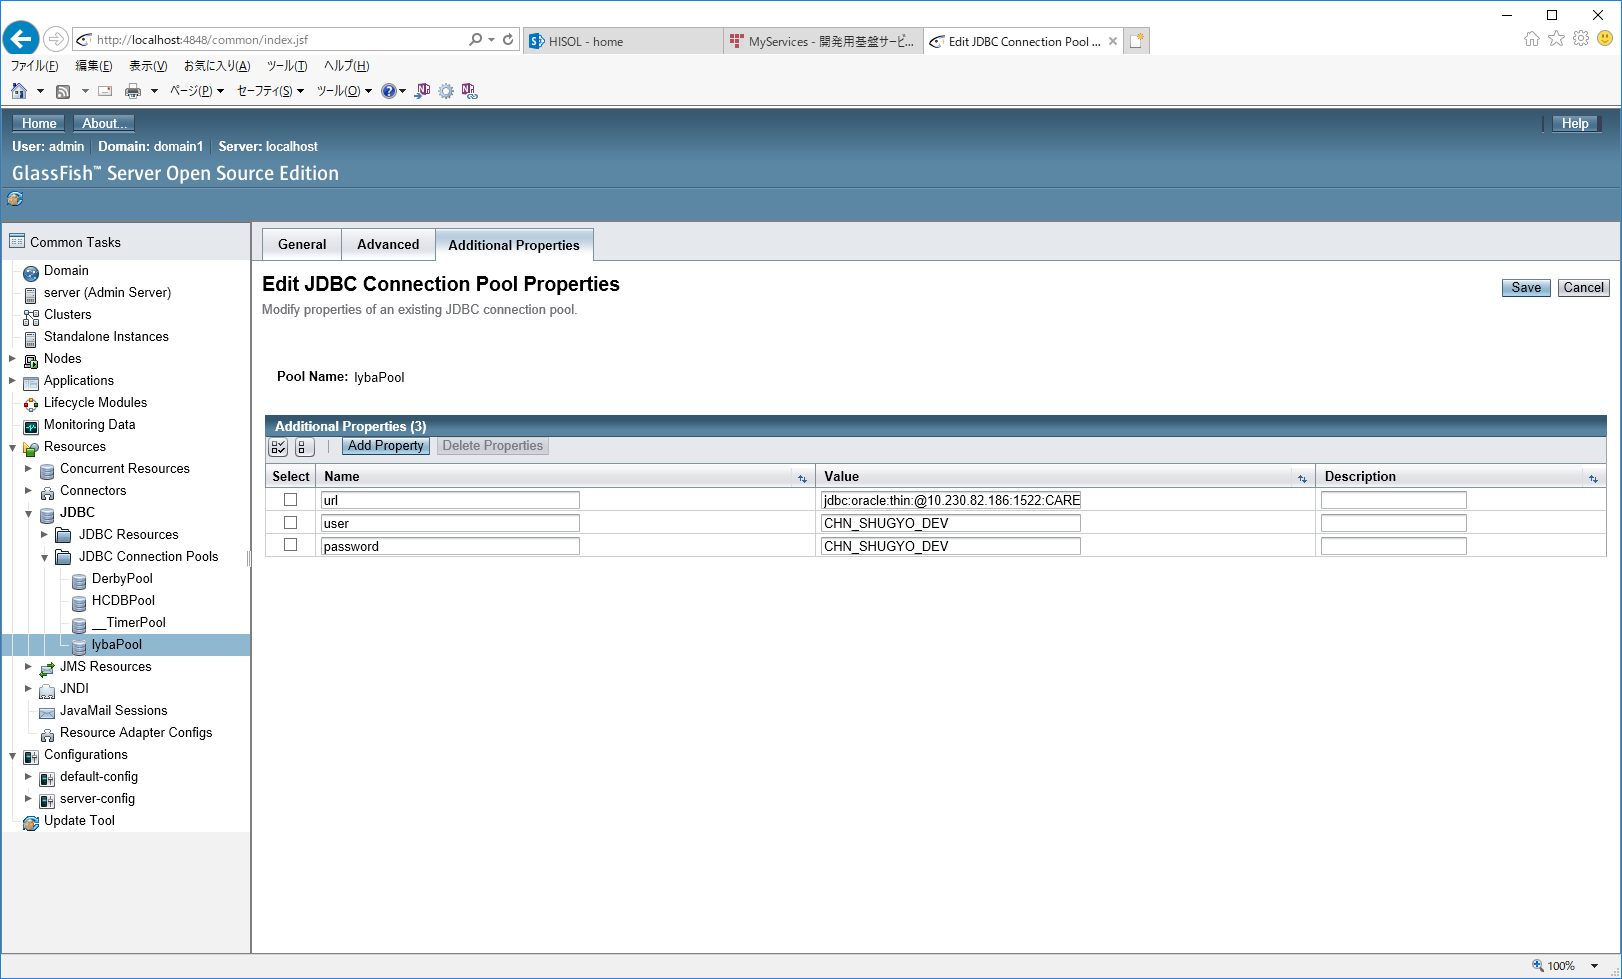 http://localhost:4848/common/index.jsf
HISOL - home
MyServices - 開発用基盤サービ...
Edit JDBC Connection Pool ...
ファイル(F) 編集(E) 表示(V) お気に入り(A) ツール(T) ヘルプ(H)
ページ(P) セーフティ(S) ツール(O)
Home About... Help
User: admin Domain: domain1 Server: localhost
GlassFish™ Server Open Source Edition
Common Tasks
Domain
server (Admin Server)
Clusters
Standalone Instances
Nodes
Applications
Lifecycle Modules
Monitoring Data
Resources
Concurrent Resources
Connectors
JDBC
JDBC Resources
JDBC Connection Pools
DerbyPool
HCDBPool
__TimerPool
lybaPool
JMS Resources
JNDI
JavaMail Sessions
Resource Adapter Configs
Configurations
default-config
server-config
Update Tool
General Advanced Additional Properties
Edit JDBC Connection Pool Properties
Save Cancel
Modify properties of an existing JDBC connection pool.
Pool Name: lybaPool
Additional Properties (3)
Add Property Delete Properties
Select Name Value Description
url jdbc:oracle:thin:@10.230.82.186:1522:CARE
user CHN_SHUGYO_DEV
password CHN_SHUGYO_DEV
100%